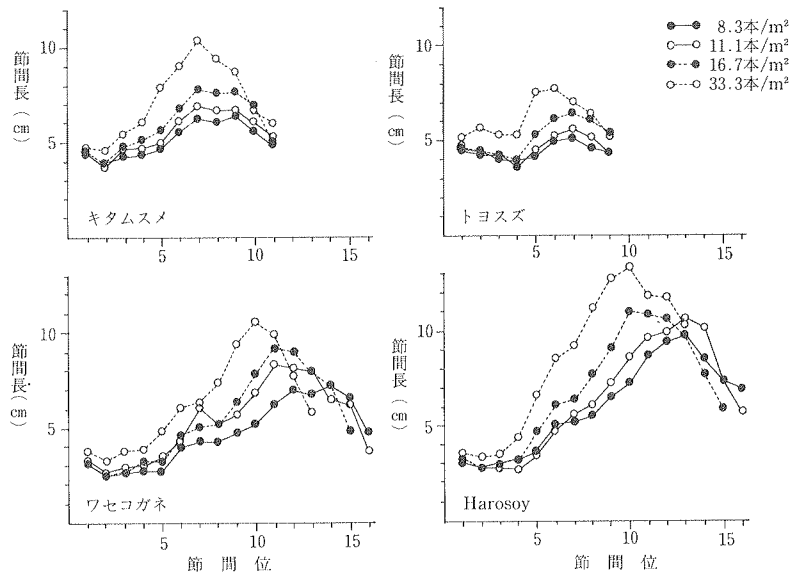 節間長(cm)
10
5
キタムスメ
5
10
15
節間長(cm)
10
5
トヨスズ
5
10
15
8.3本/m²
11.1本/m²
16.7本/m²
33.3本/m²
節間長(cm)
10
5
ワセコガネ
5
10
15
節間位
節間長(cm)
10
5
Harosoy
5
10
15
節間位